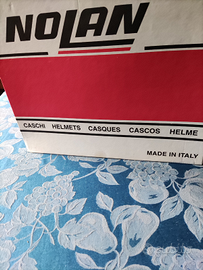 NOLAN
CASCHI HELMETS CASQUES CASCOS HELME
MADE IN ITALY